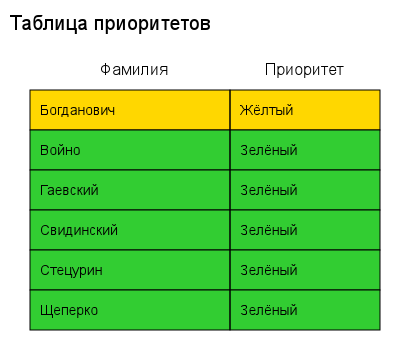 Таблица приоритетов
Фамилия Приоритет
Богданович Жёлтый
Войно Зелёный
Гаевский Зелёный
Свидинский Зелёный
Стецурин Зелёный
Щеперко Зелёный